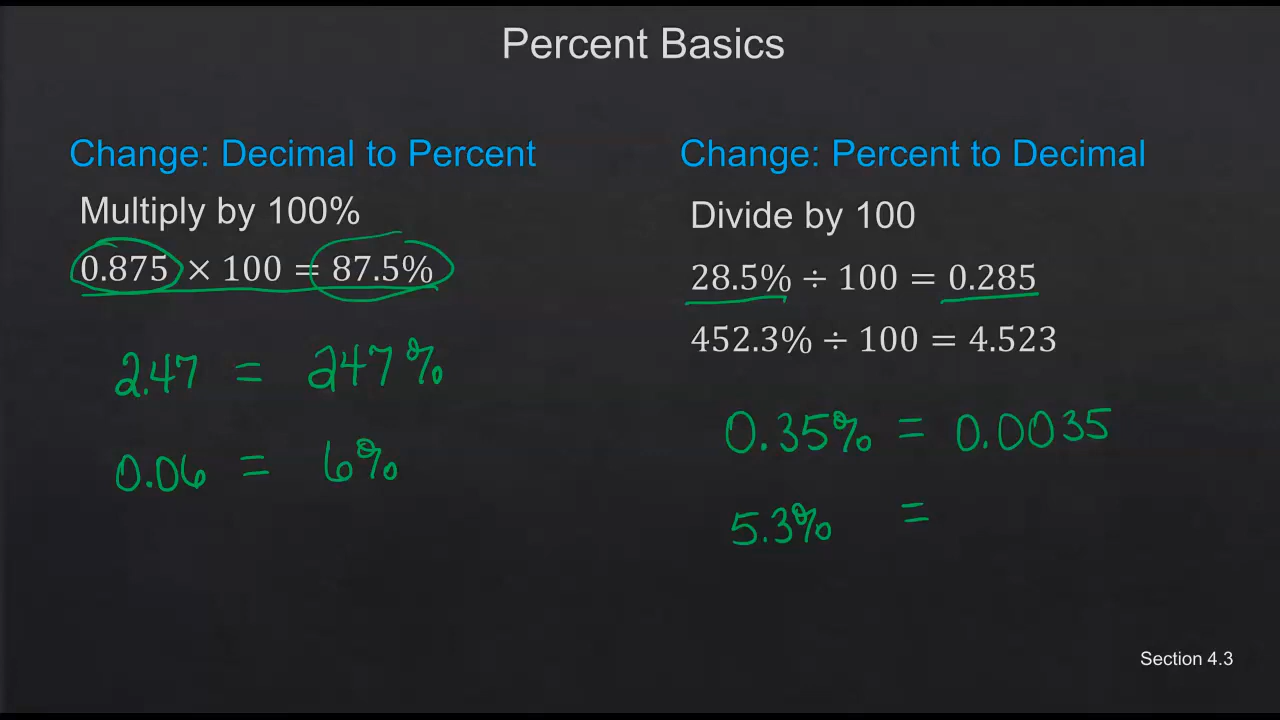 Percent Basics
Change: Decimal to Percent
Multiply by 100%
0.875 × 100 = 87.5%
2.47 = 247%
0.06 = 6%
Change: Percent to Decimal
Divide by 100
28.5% ÷ 100 = 0.285
452.3% ÷ 100 = 4.523
0.35% = 0.0035
5.3% =
Section 4.3